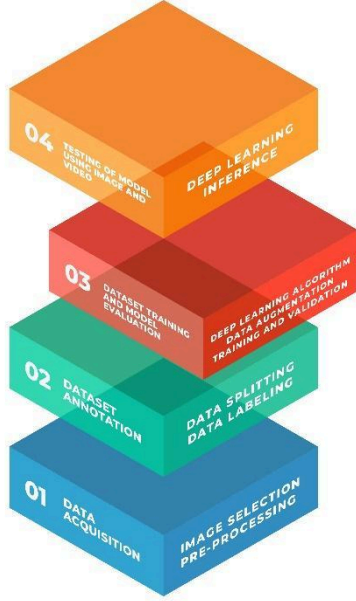 04
TESTING OF MODEL
USING IMAGE AND
VIDEO
DEEP LEARNING
INFERENCE
03
DATASET TRAINING
AND MODEL
EVALUATION
DEEP LEARNING ALGORITHM
DATA AUGMENTATION
TRAINING AND VALIDATION
02
DATASET
ANNOTATION
DATA SPLITTING
DATA LABELING
01
DATA
ACQUISITION
IMAGE SELECTION
PRE-PROCESSING